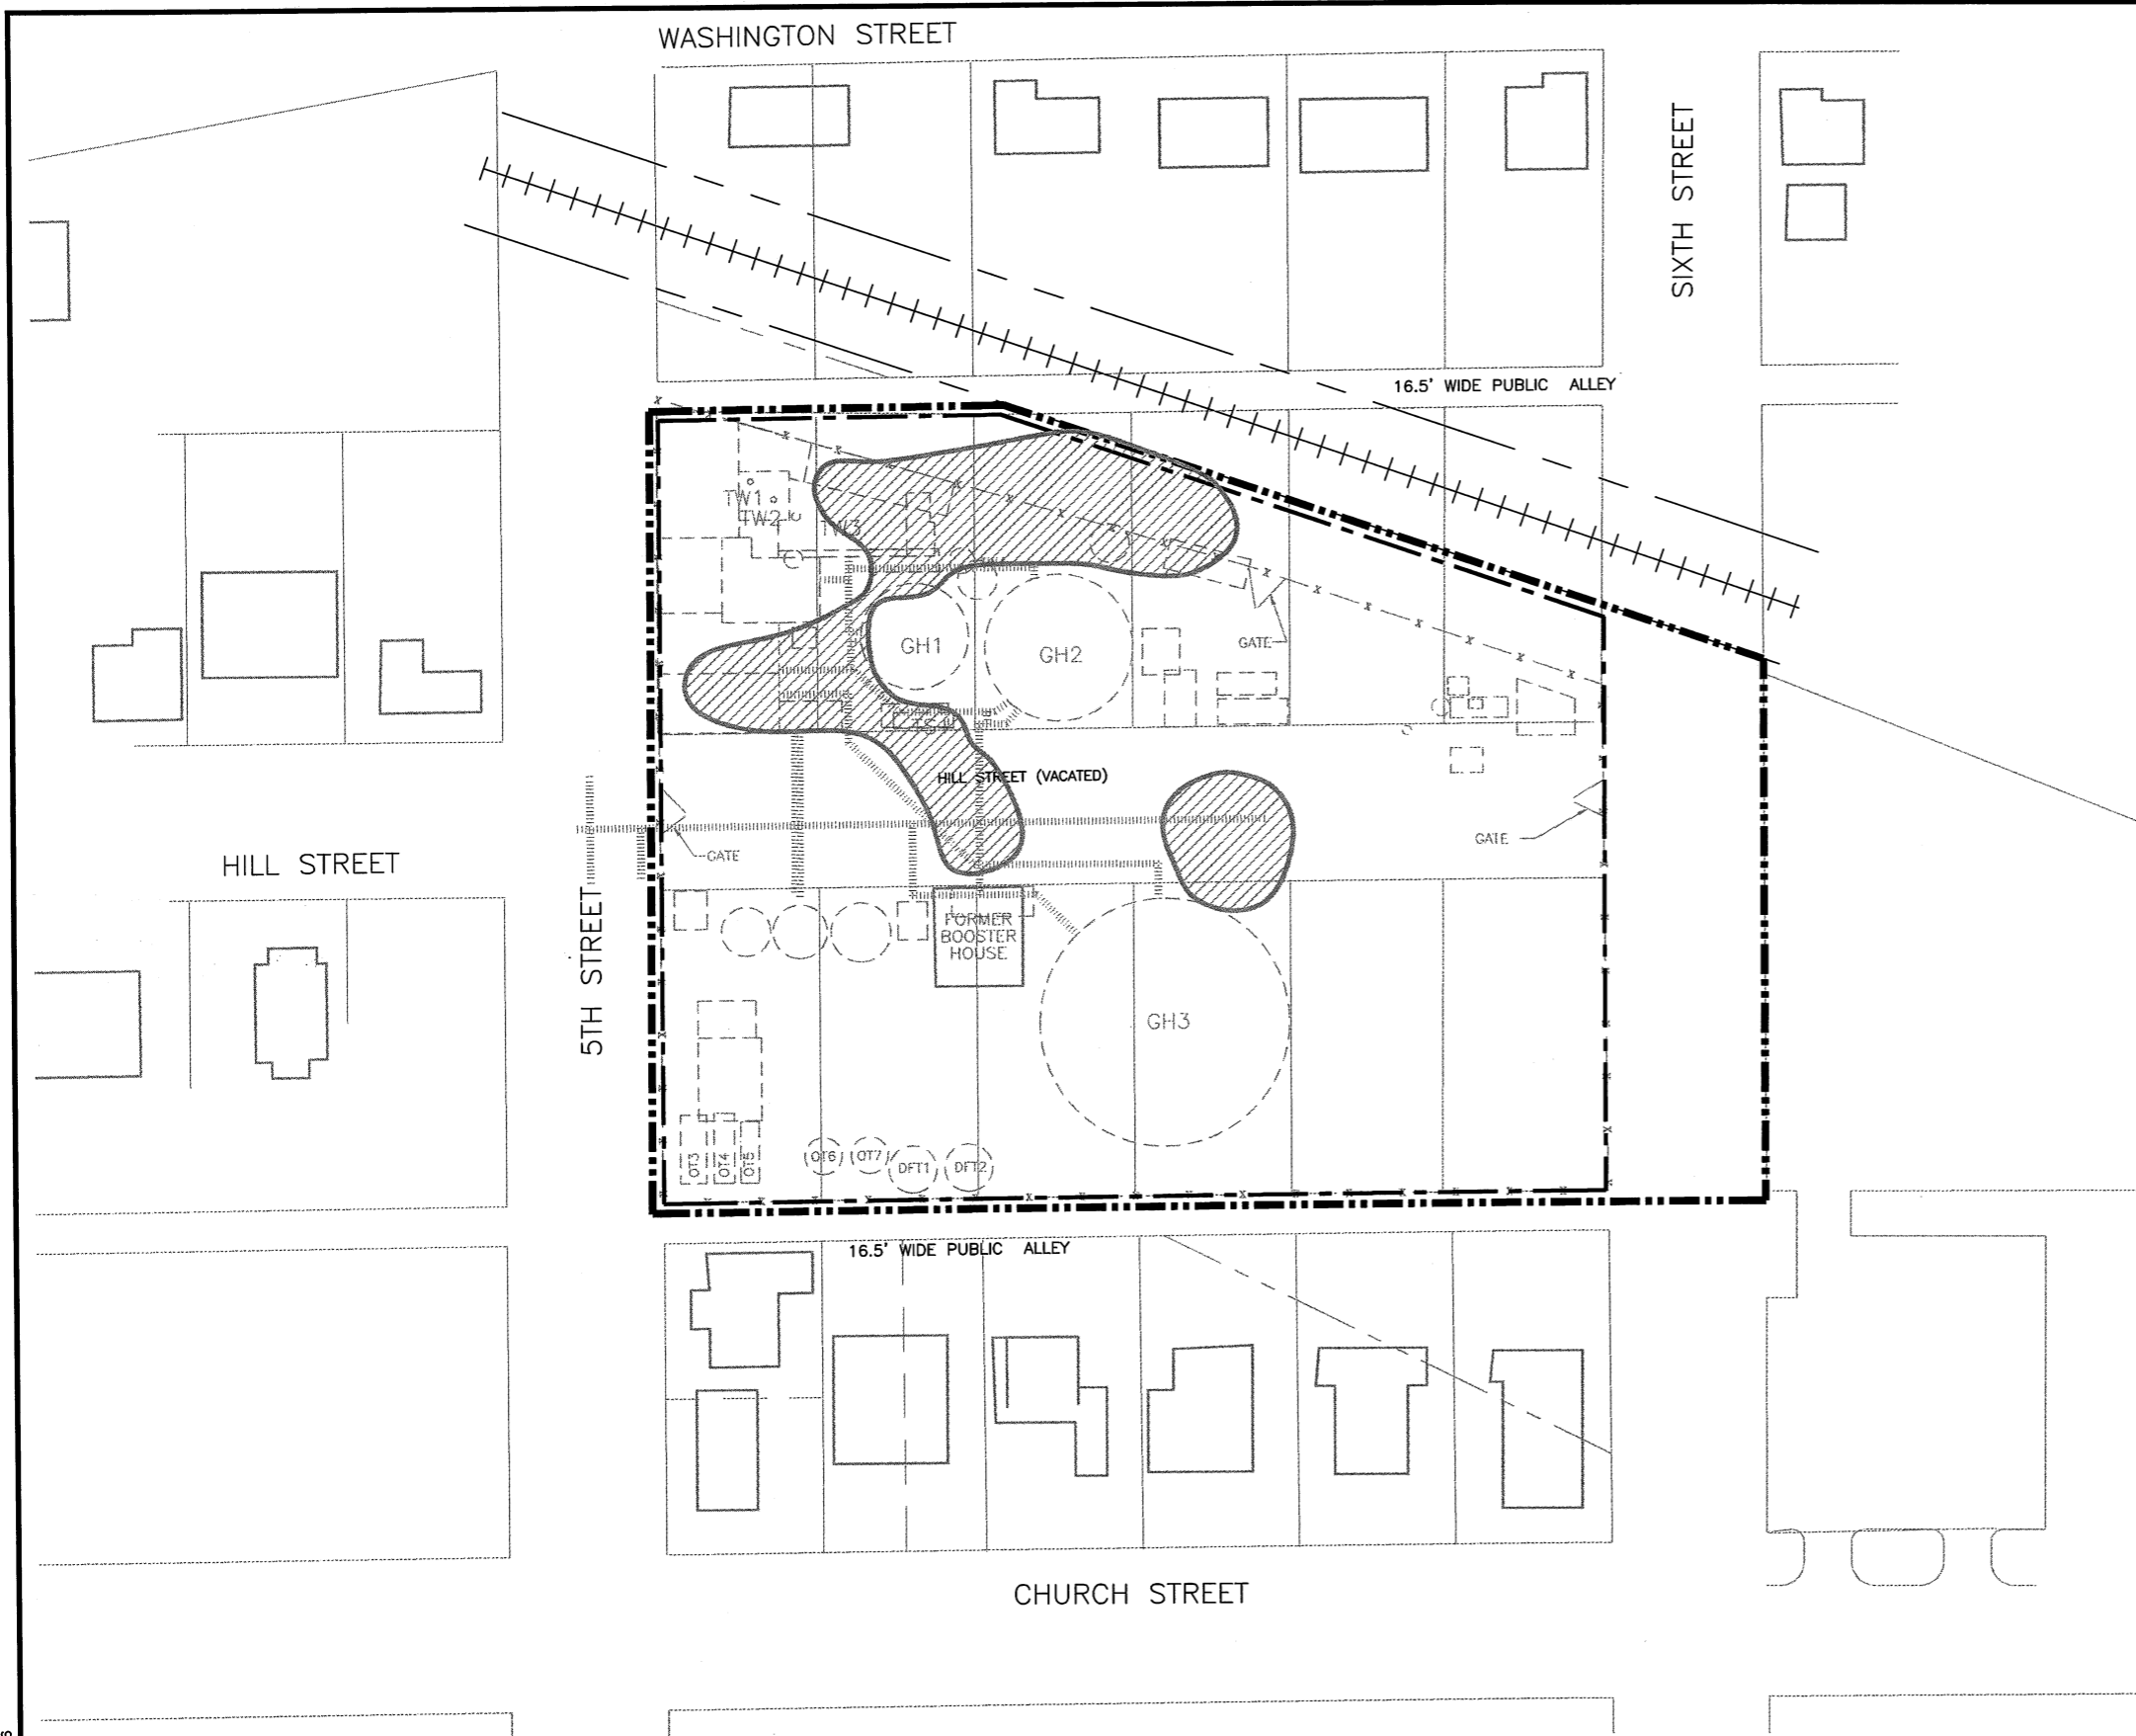 WASHINGTON STREET
SIXTH STREET
16.5' WIDE PUBLIC ALLEY
TW1
TW2
TW3
GH1
GH2
GATE
TS1
HILL STREET (VACATED)
GATE
GATE
HILL STREET
5TH STREET
FORMER
BOOSTER
HOUSE
GH3
OT3
OT4
OT5
OT6
OT7
DFT1
DFT2
16.5' WIDE PUBLIC ALLEY
CHURCH STREET